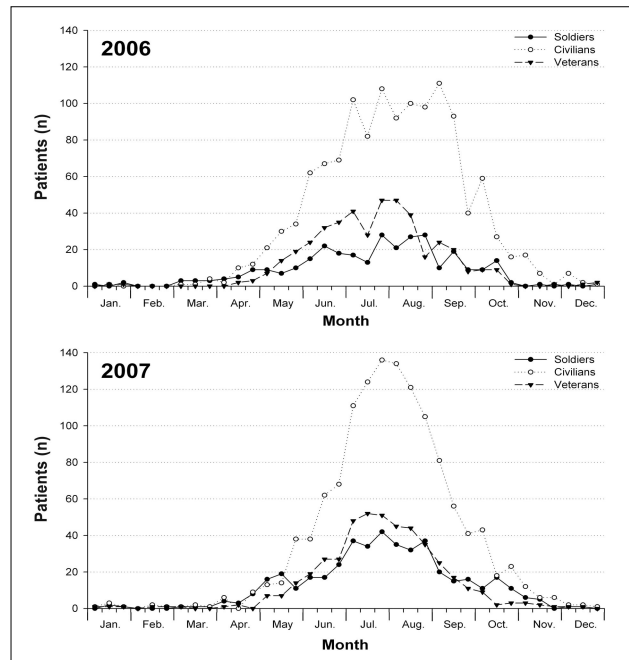 2006
Soldiers
Civilians
Veterans
Patients (n)
140
120
100
80
60
40
20
0
Jan. Feb. Mar. Apr. May Jun. Jul. Aug. Sep. Oct. Nov. Dec.
Month
2007
Soldiers
Civilians
Veterans
Patients (n)
140
120
100
80
60
40
20
0
Jan. Feb. Mar. Apr. May Jun. Jul. Aug. Sep. Oct. Nov. Dec.
Month